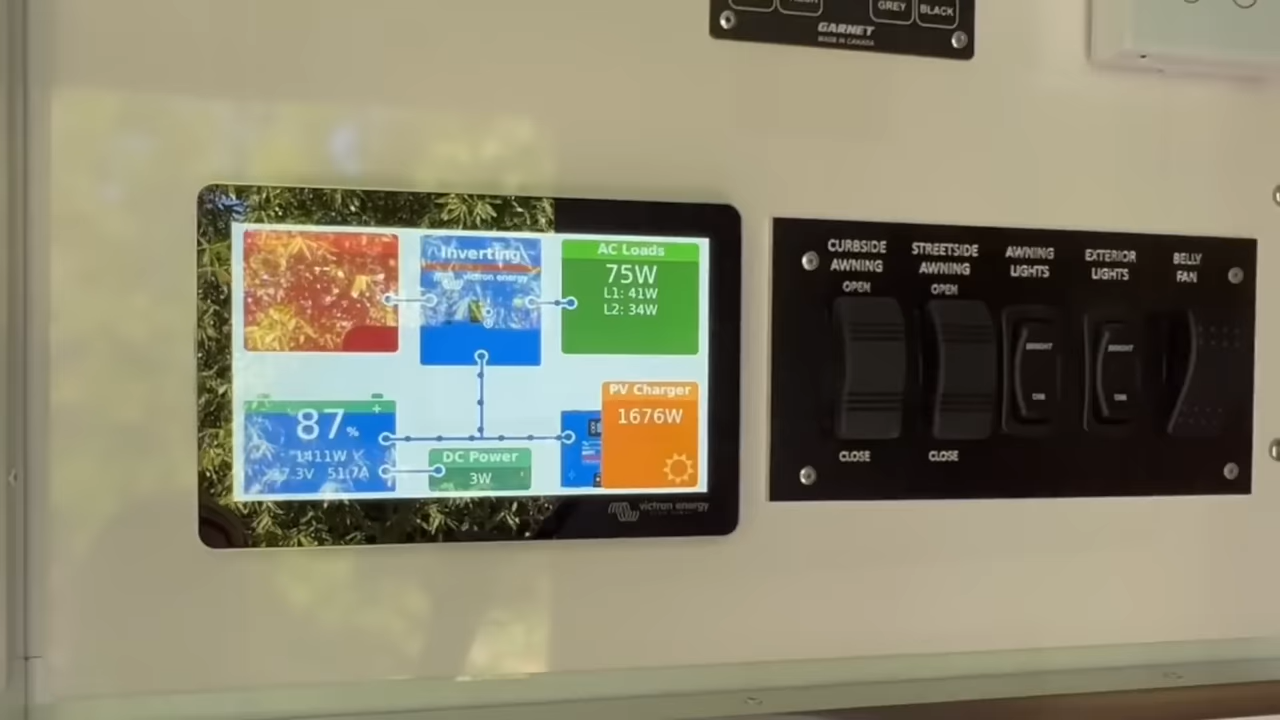 GREY
BLACK
GARNET
MADE IN CANADA
Inverting
victron energy
AC Loads
75W
L1: 41W
L2: 34W
87%
1411W
27.3V 51.7A
DC Power
3W
PV Charger
1676W
victron energy
CURBSIDE
AWNING
OPEN
CLOSE
STREETSIDE
AWNING
OPEN
CLOSE
AWNING
LIGHTS
BRIGHT
DIM
EXTERIOR
LIGHTS
BRIGHT
DIM
BELLY
FAN